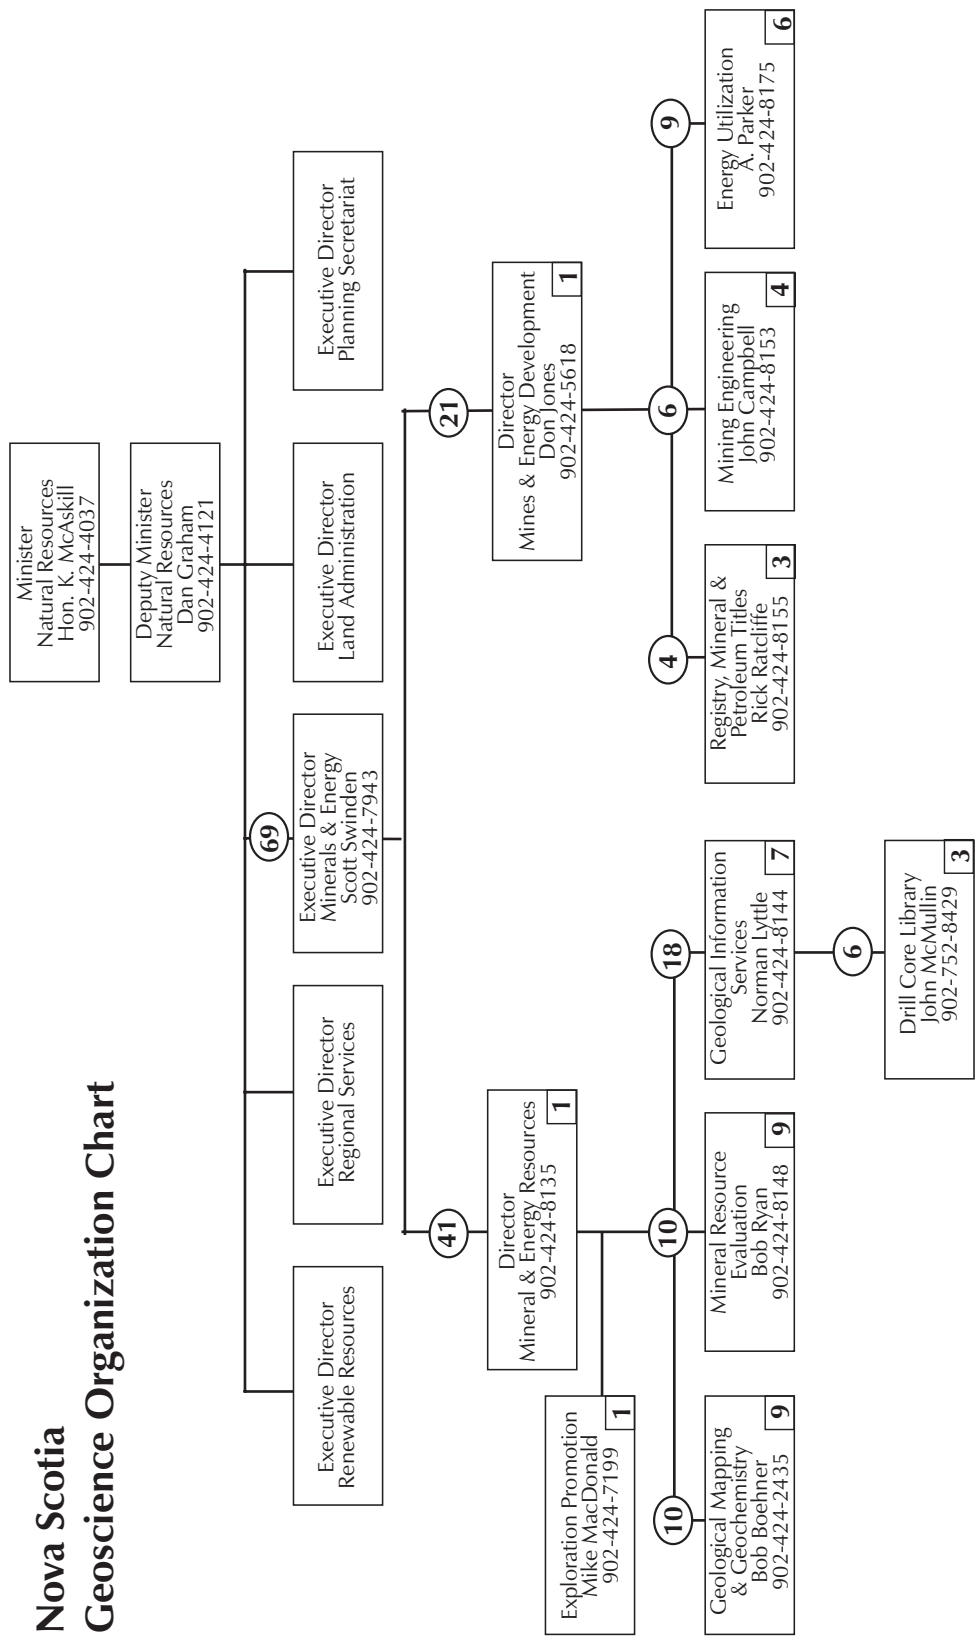 Nova Scotia
Geoscience Organization Chart
Minister
Natural Resources
Hon. K. McAskill
902-424-4037
Deputy Minister
Natural Resources
Dan Graham
902-424-4121
Executive Director
Renewable Resources
Executive Director
Regional Services
69
Executive Director
Minerals & Energy
Scott Swinden
902-424-7943
Executive Director
Land Administration
Executive Director
Planning Secretariat
41
Director
Mineral & Energy Resources
902-424-8135
1
21
Director
Mines & Energy Development
Don Jones
902-424-5618
1
Exploration Promotion
Mike MacDonald
902-424-7199
1
10
Geological Mapping
& Geochemistry
Bob Boehner
902-424-2435
9
10
Mineral Resource
Evaluation
Bob Ryan
902-424-8148
9
18
Geological Information
Services
Norman Lyttle
902-424-8144
7
4
Registry, Mineral &
Petroleum Titles
Rick Ratcliffe
902-424-8155
3
6
Mining Engineering
John Campbell
902-424-8153
4
9
Energy Utilization
A. Parker
902-424-8175
6
6
Drill Core Library
John McMullin
902-752-8429
3